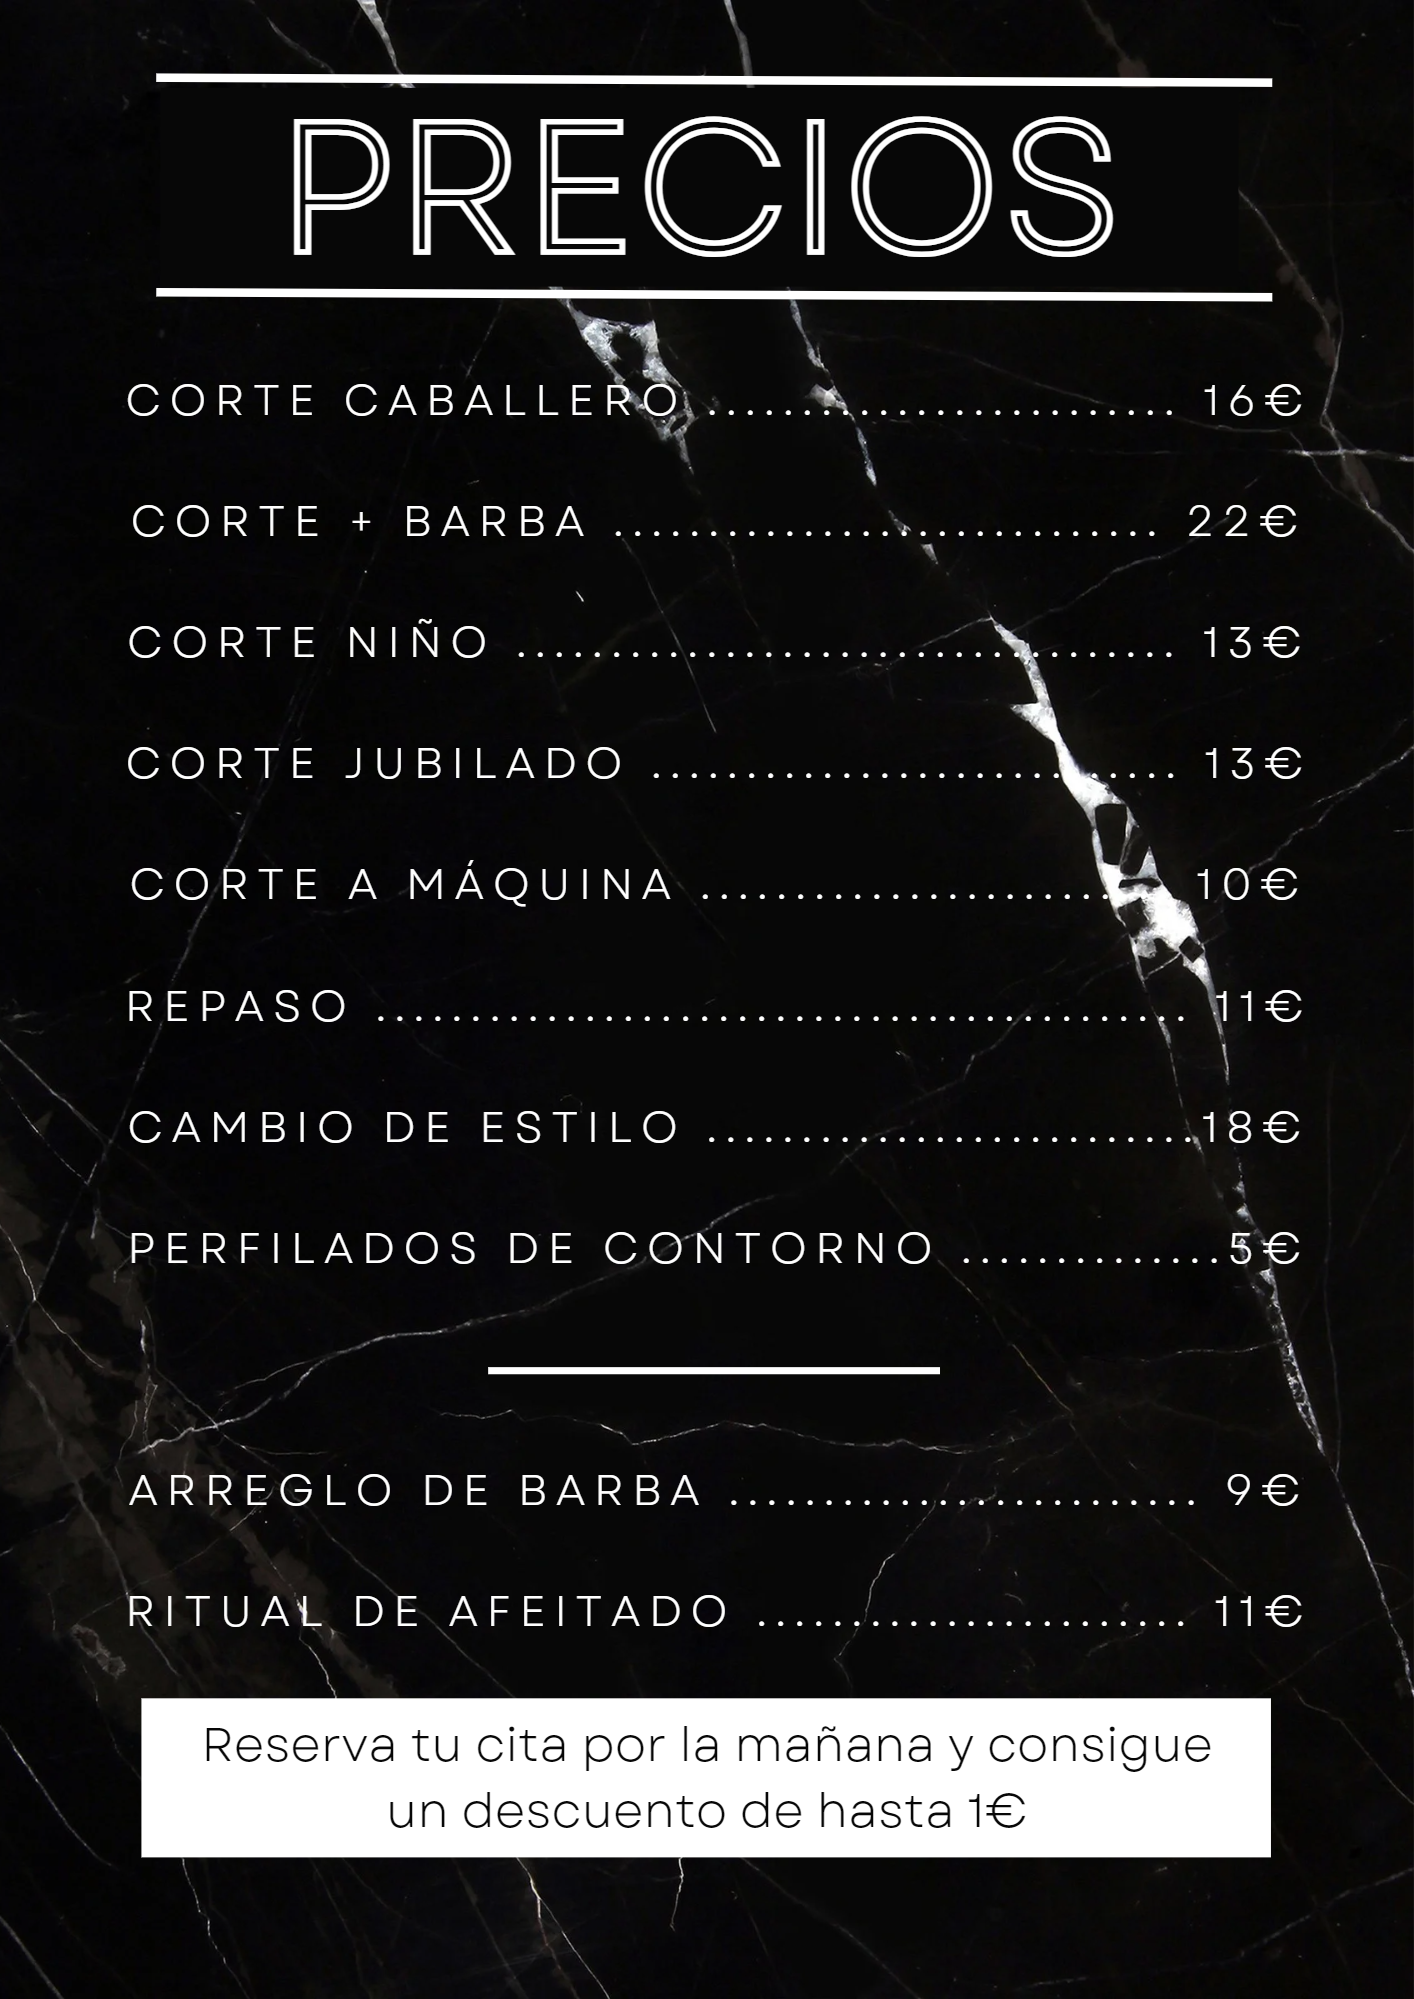 PRECIOS
CORTE CABALLERO ......................... 16€
CORTE + BARBA ............................. 22€
CORTE NIÑO ................................... 13€
CORTE JUBILADO ............................ 13€
CORTE A MÁQUINA ...................... 10€
REPASO ........................................... 11€
CAMBIO DE ESTILO ..........................18€
PERFILADOS DE CONTORNO ..............5€
ARREGLO DE BARBA ......................... 9€
RITUAL DE AFEITADO ....................... 11€
Reserva tu cita por la mañana y consigue
un descuento de hasta 1€